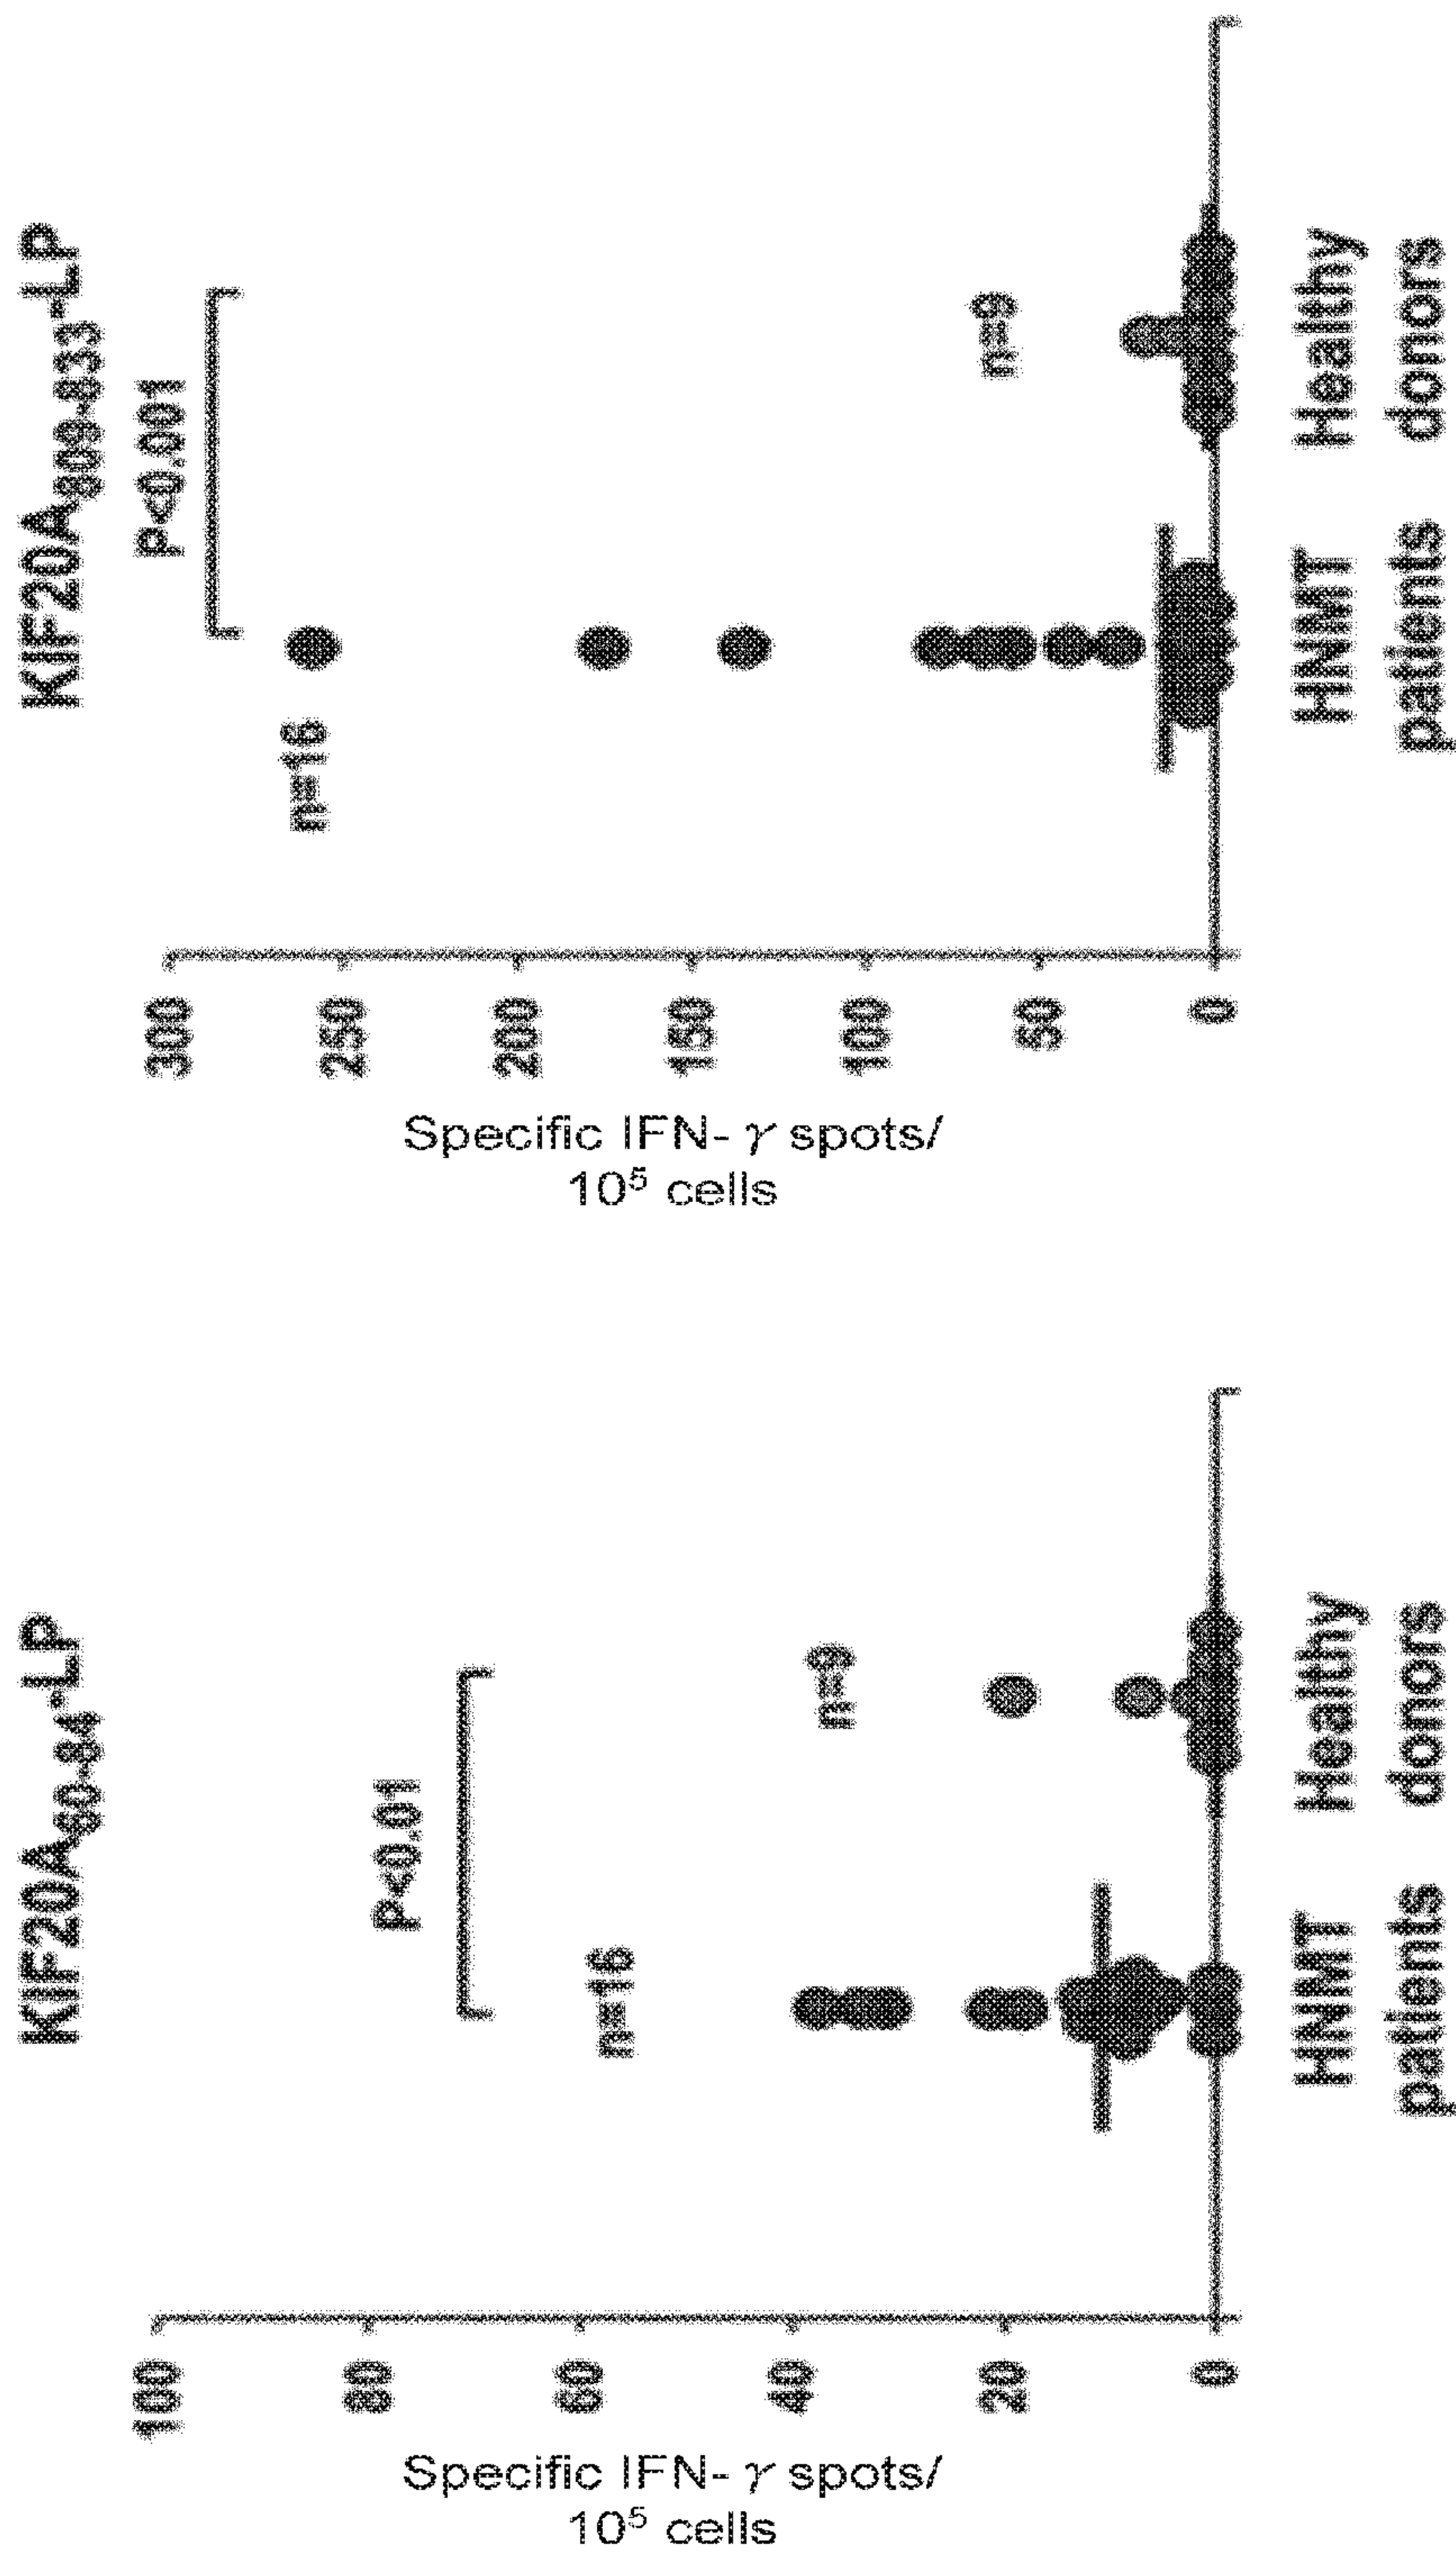 KIF20A60-84-LP
P<0.01
n=16
n=9
100
80
60
40
20
0
Specific IFN-γ spots/
10⁵ cells
HNMT
patients
Healthy
donors
KIF20A809-833-LP
P<0.001
n=16
n=9
300
250
200
150
100
50
0
Specific IFN-γ spots/
10⁵ cells
HNMT
patients
Healthy
donors